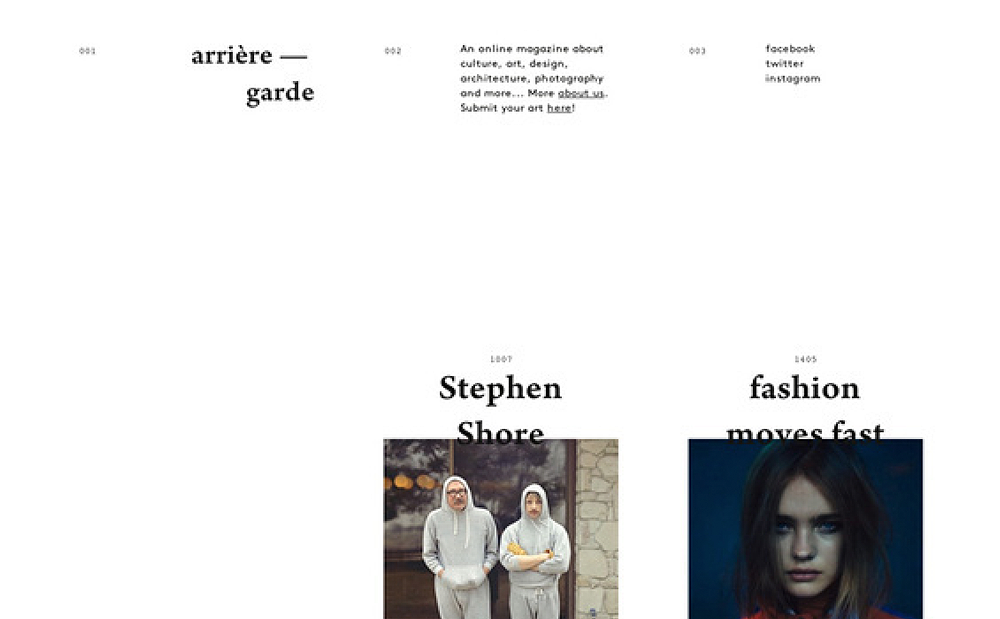 001
arrière —
garde
002
An online magazine about
culture, art, design,
architecture, photography
and more... More about us.
Submit your art here!
003
facebook
twitter
instagram
1007
Stephen
Shore
1405
fashion
moves fast